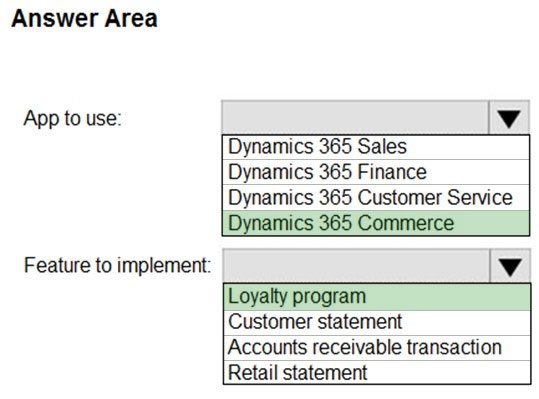 Answer Area
App to use:
Dynamics 365 Sales
Dynamics 365 Finance
Dynamics 365 Customer Service
Dynamics 365 Commerce
Feature to implement:
Loyalty program
Customer statement
Accounts receivable transaction
Retail statement